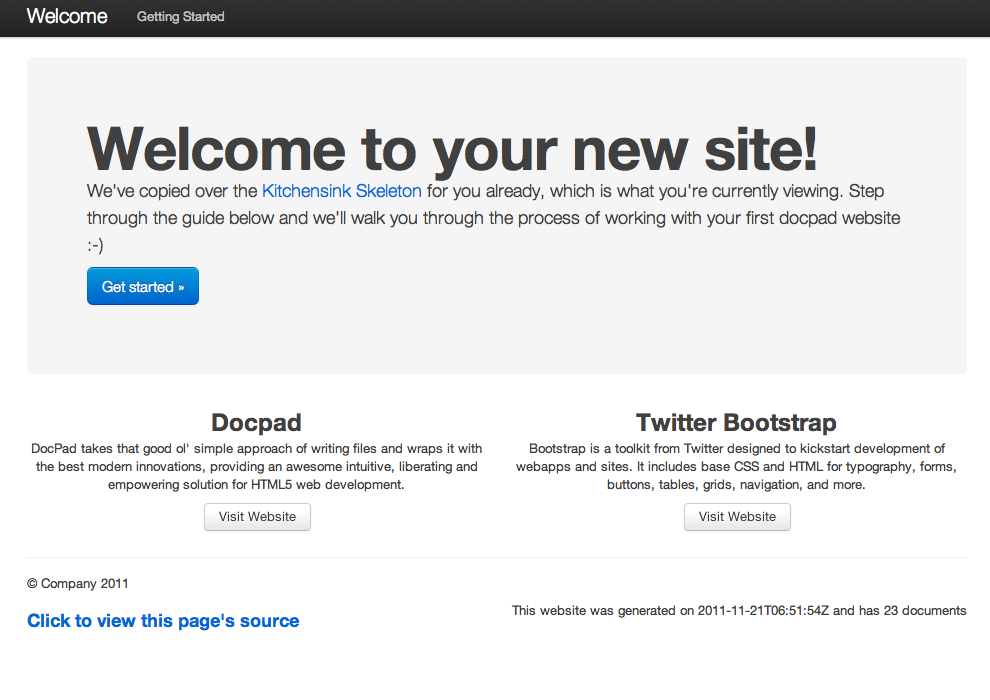 Welcome
Getting Started
Welcome to your new site!
We've copied over the Kitchensink Skeleton for you already, which is what you're currently viewing. Step
through the guide below and we'll walk you through the process of working with your first docpad website
:-)
Get started »
Docpad
DocPad takes that good ol' simple approach of writing files and wraps it with
the best modern innovations, providing an awesome intuitive, liberating and
empowering solution for HTML5 web development.
Visit Website
Twitter Bootstrap
Bootstrap is a toolkit from Twitter designed to kickstart development of
webapps and sites. It includes base CSS and HTML for typography, forms,
buttons, tables, grids, navigation, and more.
Visit Website
© Company 2011
Click to view this page's source
This website was generated on 2011-11-21T06:51:54Z and has 23 documents